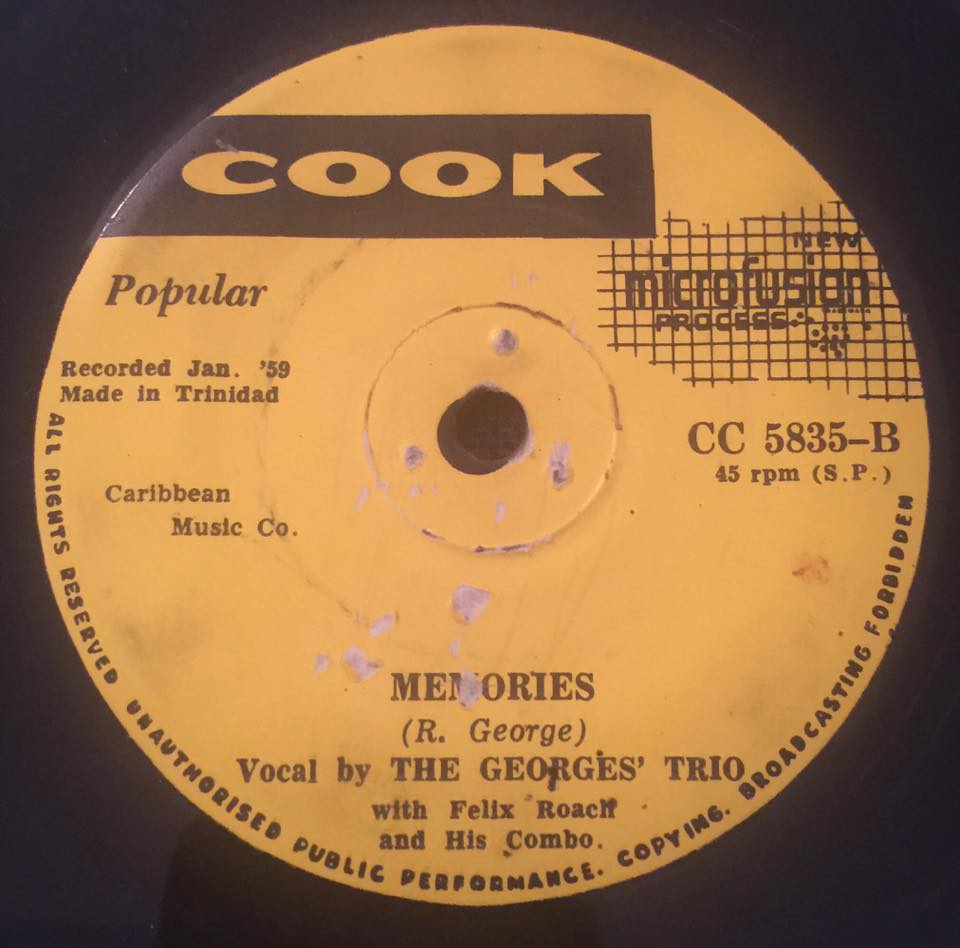 COOK
NEW
microfusion
PROCESS
Popular
Recorded Jan. '59
Made in Trinidad
CC 5835-B
45 rpm (S.P.)
Caribbean
Music Co.
MEMORIES
(R. George)
Vocal by THE GEORGES' TRIO
with Felix Roach
and His Combo.
ALL RIGHTS RESERVED UNAUTHORISED PUBLIC PERFORMANCE. COPYING. BROADCASTING FORBIDDEN